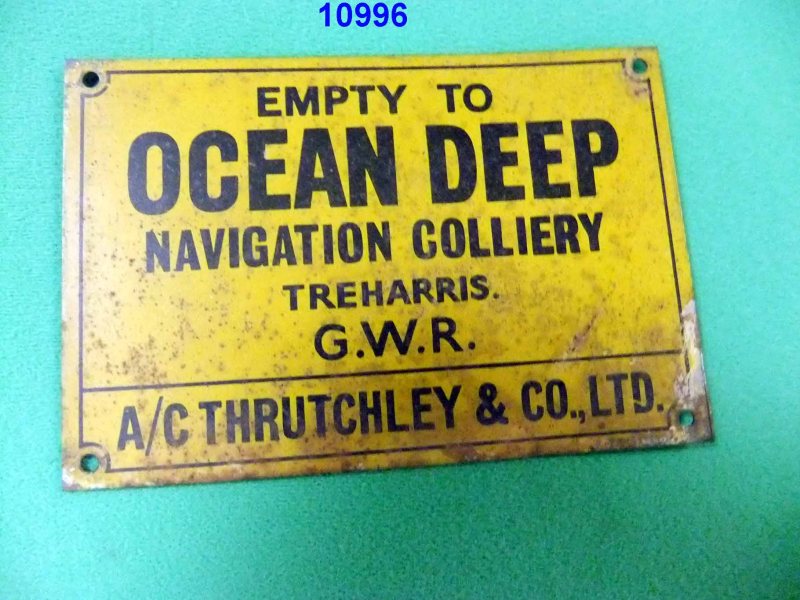 10996
EMPTY TO
OCEAN DEEP
NAVIGATION COLLIERY
TREHARRIS.
G.W.R.
A/C THRUTCHLEY & CO., LTD.